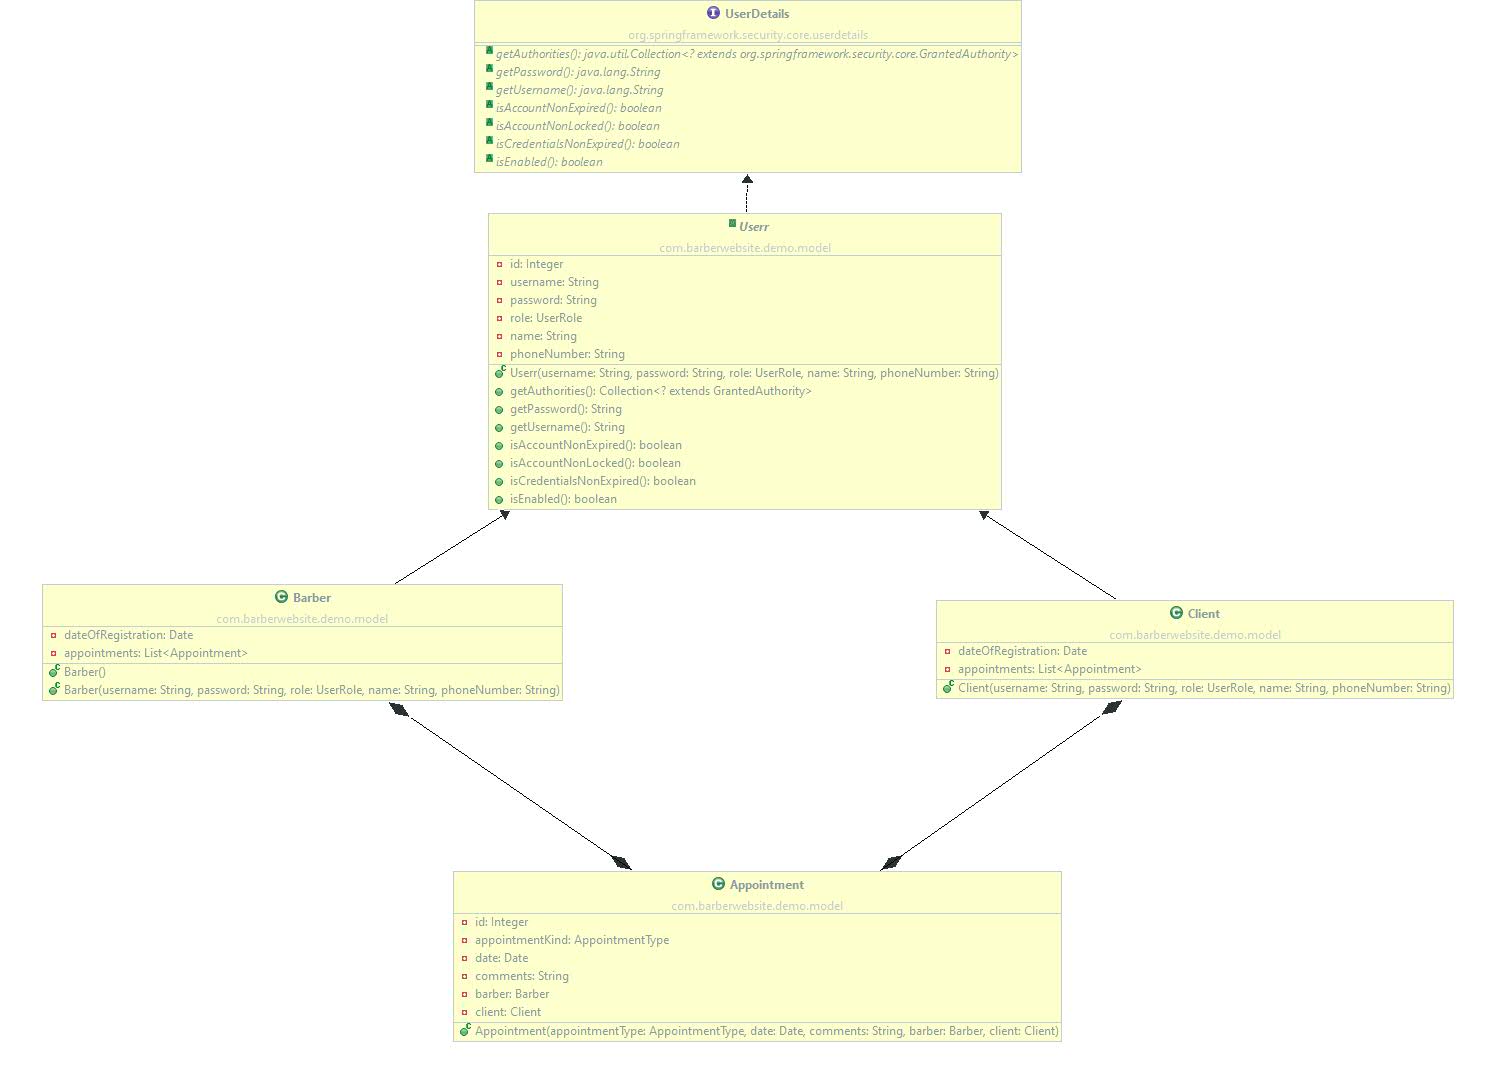 UserDetails
org.springframework.security.core.userdetails
getAuthorities(): java.util.Collection<? extends org.springframework.security.core.GrantedAuthority>
getPassword(): java.lang.String
getUsername(): java.lang.String
isAccountNonExpired(): boolean
isAccountNonLocked(): boolean
isCredentialsNonExpired(): boolean
isEnabled(): boolean
Userr
com.barberwebsite.demo.model
id: Integer
username: String
password: String
role: UserRole
name: String
phoneNumber: String
Userr(username: String, password: String, role: UserRole, name: String, phoneNumber: String)
getAuthorities(): Collection<? extends GrantedAuthority>
getPassword(): String
getUsername(): String
isAccountNonExpired(): boolean
isAccountNonLocked(): boolean
isCredentialsNonExpired(): boolean
isEnabled(): boolean
Barber
com.barberwebsite.demo.model
dateOfRegistration: Date
appointments: List<Appointment>
Barber()
Barber(username: String, password: String, role: UserRole, name: String, phoneNumber: String)
Client
com.barberwebsite.demo.model
dateOfRegistration: Date
appointments: List<Appointment>
Client(username: String, password: String, role: UserRole, name: String, phoneNumber: String)
Appointment
com.barberwebsite.demo.model
id: Integer
appointmentKind: AppointmentType
date: Date
comments: String
barber: Barber
client: Client
Appointment(appointmentType: AppointmentType, date: Date, comments: String, barber: Barber, client: Client)